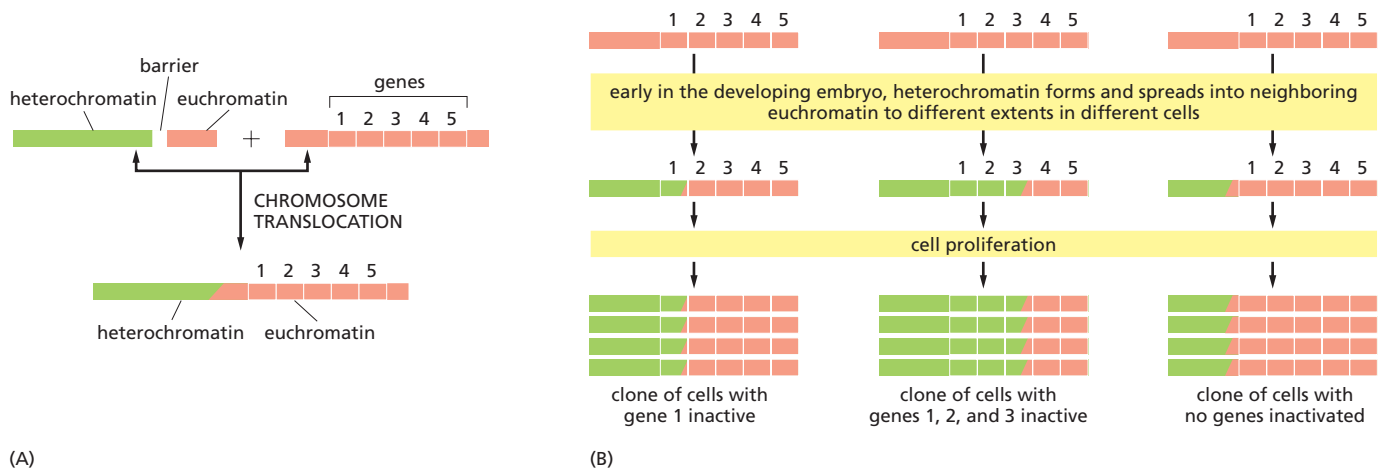 barrier
heterochromatin
euchromatin
genes
1 2 3 4 5
+
CHROMOSOME
TRANSLOCATION
1 2 3 4 5
heterochromatin
euchromatin
(A)
1 2 3 4 5
1 2 3 4 5
1 2 3 4 5
early in the developing embryo, heterochromatin forms and spreads into neighboring
euchromatin to different extents in different cells
1 2 3 4 5
1 2 3 4 5
1 2 3 4 5
cell proliferation
clone of cells with
gene 1 inactive
clone of cells with
genes 1, 2, and 3 inactive
clone of cells with
no genes inactivated
(B)